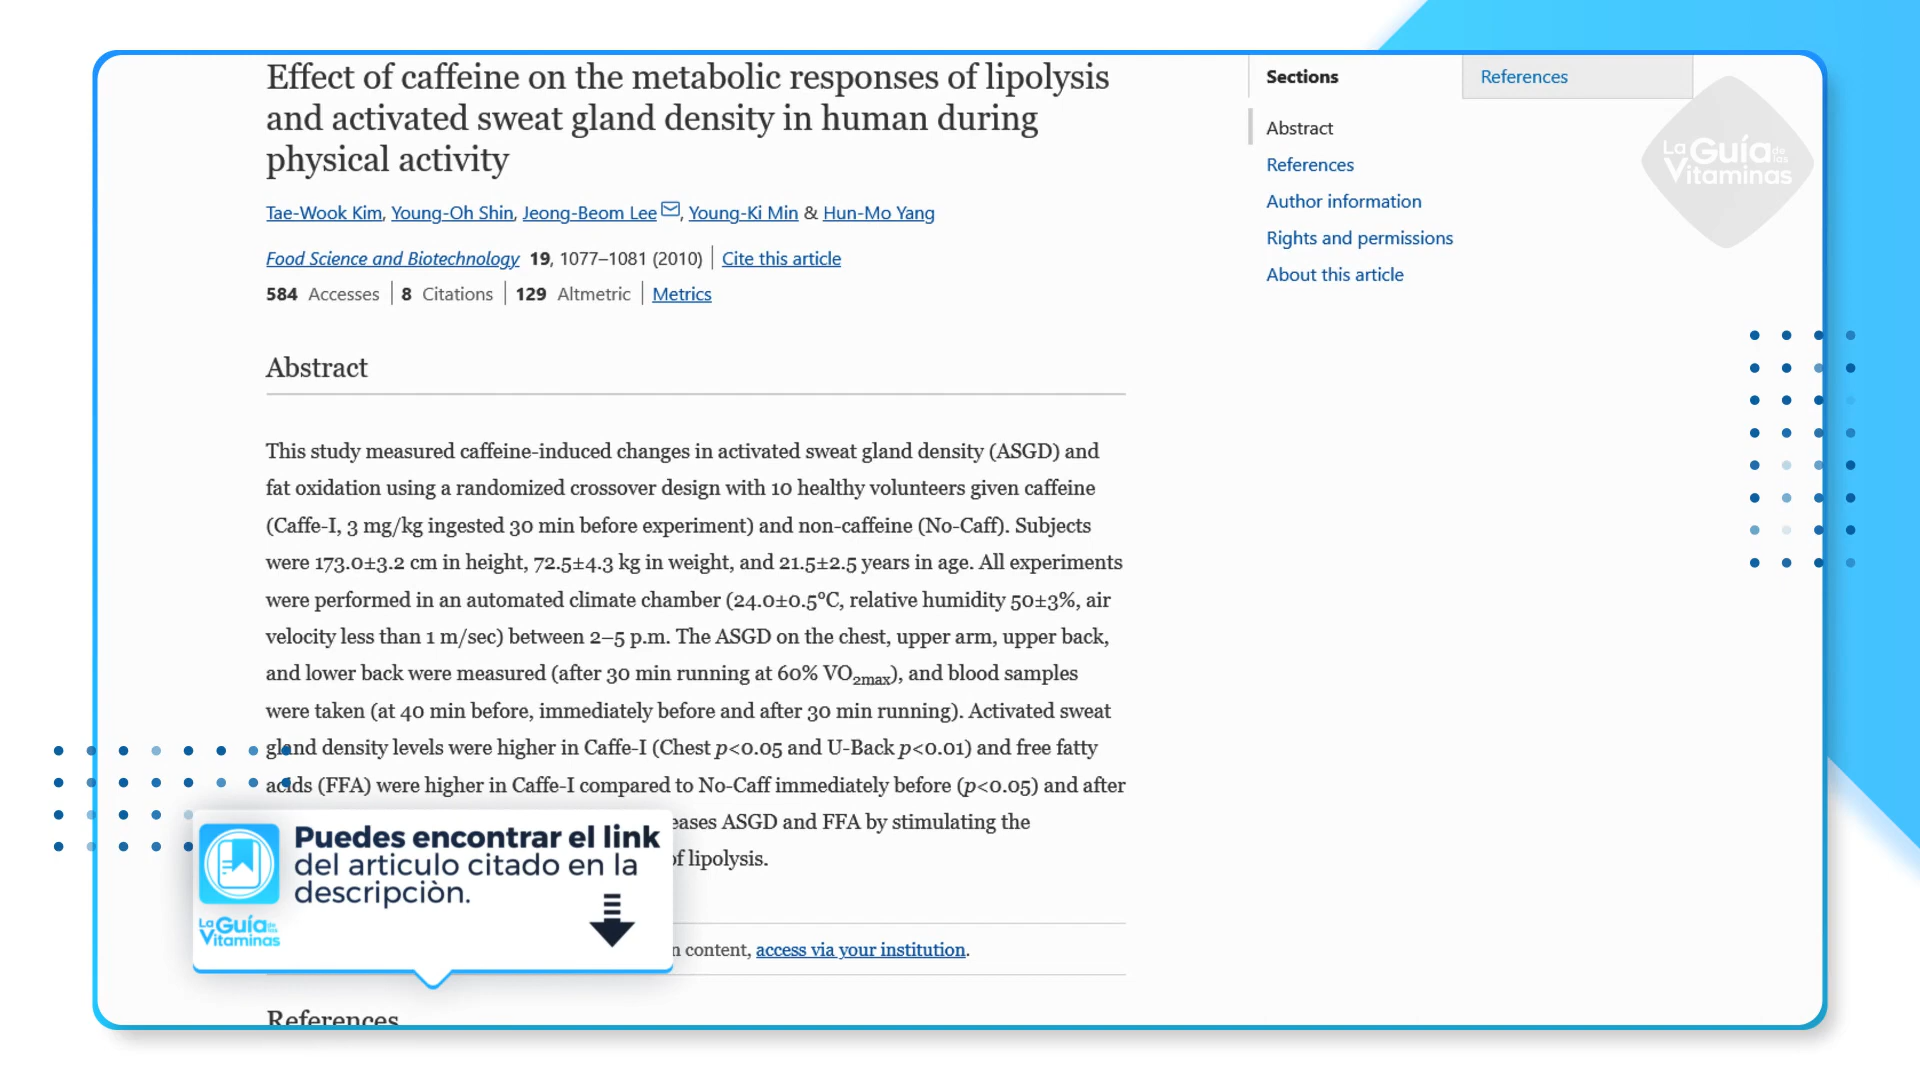 Effect of caffeine on the metabolic responses of lipolysis
and activated sweat gland density in human during
physical activity
Tae-Wook Kim, Young-Oh Shin, Jeong-Beom Lee, Young-Ki Min & Hun-Mo Yang
Food Science and Biotechnology 19, 1077–1081 (2010) Cite this article
584 Accesses 8 Citations 129 Altmetric Metrics
Abstract
This study measured caffeine-induced changes in activated sweat gland density (ASGD) and
fat oxidation using a randomized crossover design with 10 healthy volunteers given caffeine
(Caffe-I, 3 mg/kg ingested 30 min before experiment) and non-caffeine (No-Caff). Subjects
were 173.0±3.2 cm in height, 72.5±4.3 kg in weight, and 21.5±2.5 years in age. All experiments
were performed in an automated climate chamber (24.0±0.5°C, relative humidity 50±3%, air
velocity less than 1 m/sec) between 2–5 p.m. The ASGD on the chest, upper arm, upper back,
and lower back were measured (after 30 min running at 60% VO2max), and blood samples
were taken (at 40 min before, immediately before and after 30 min running). Activated sweat
gland density levels were higher in Caffe-I (Chest p<0.05 and U-Back p<0.01) and free fatty
acids (FFA) were higher in Caffe-I compared to No-Caff immediately before (p<0.05) and after
eases ASGD and FFA by stimulating the
of lipolysis.
n content, access via your institution.
References
Sections
References
Abstract
References
Author information
Rights and permissions
About this article
La Guía de las
Vitaminas
Puedes encontrar el link
del articulo citado en la
descripciòn.
La Guía de las
Vitaminas